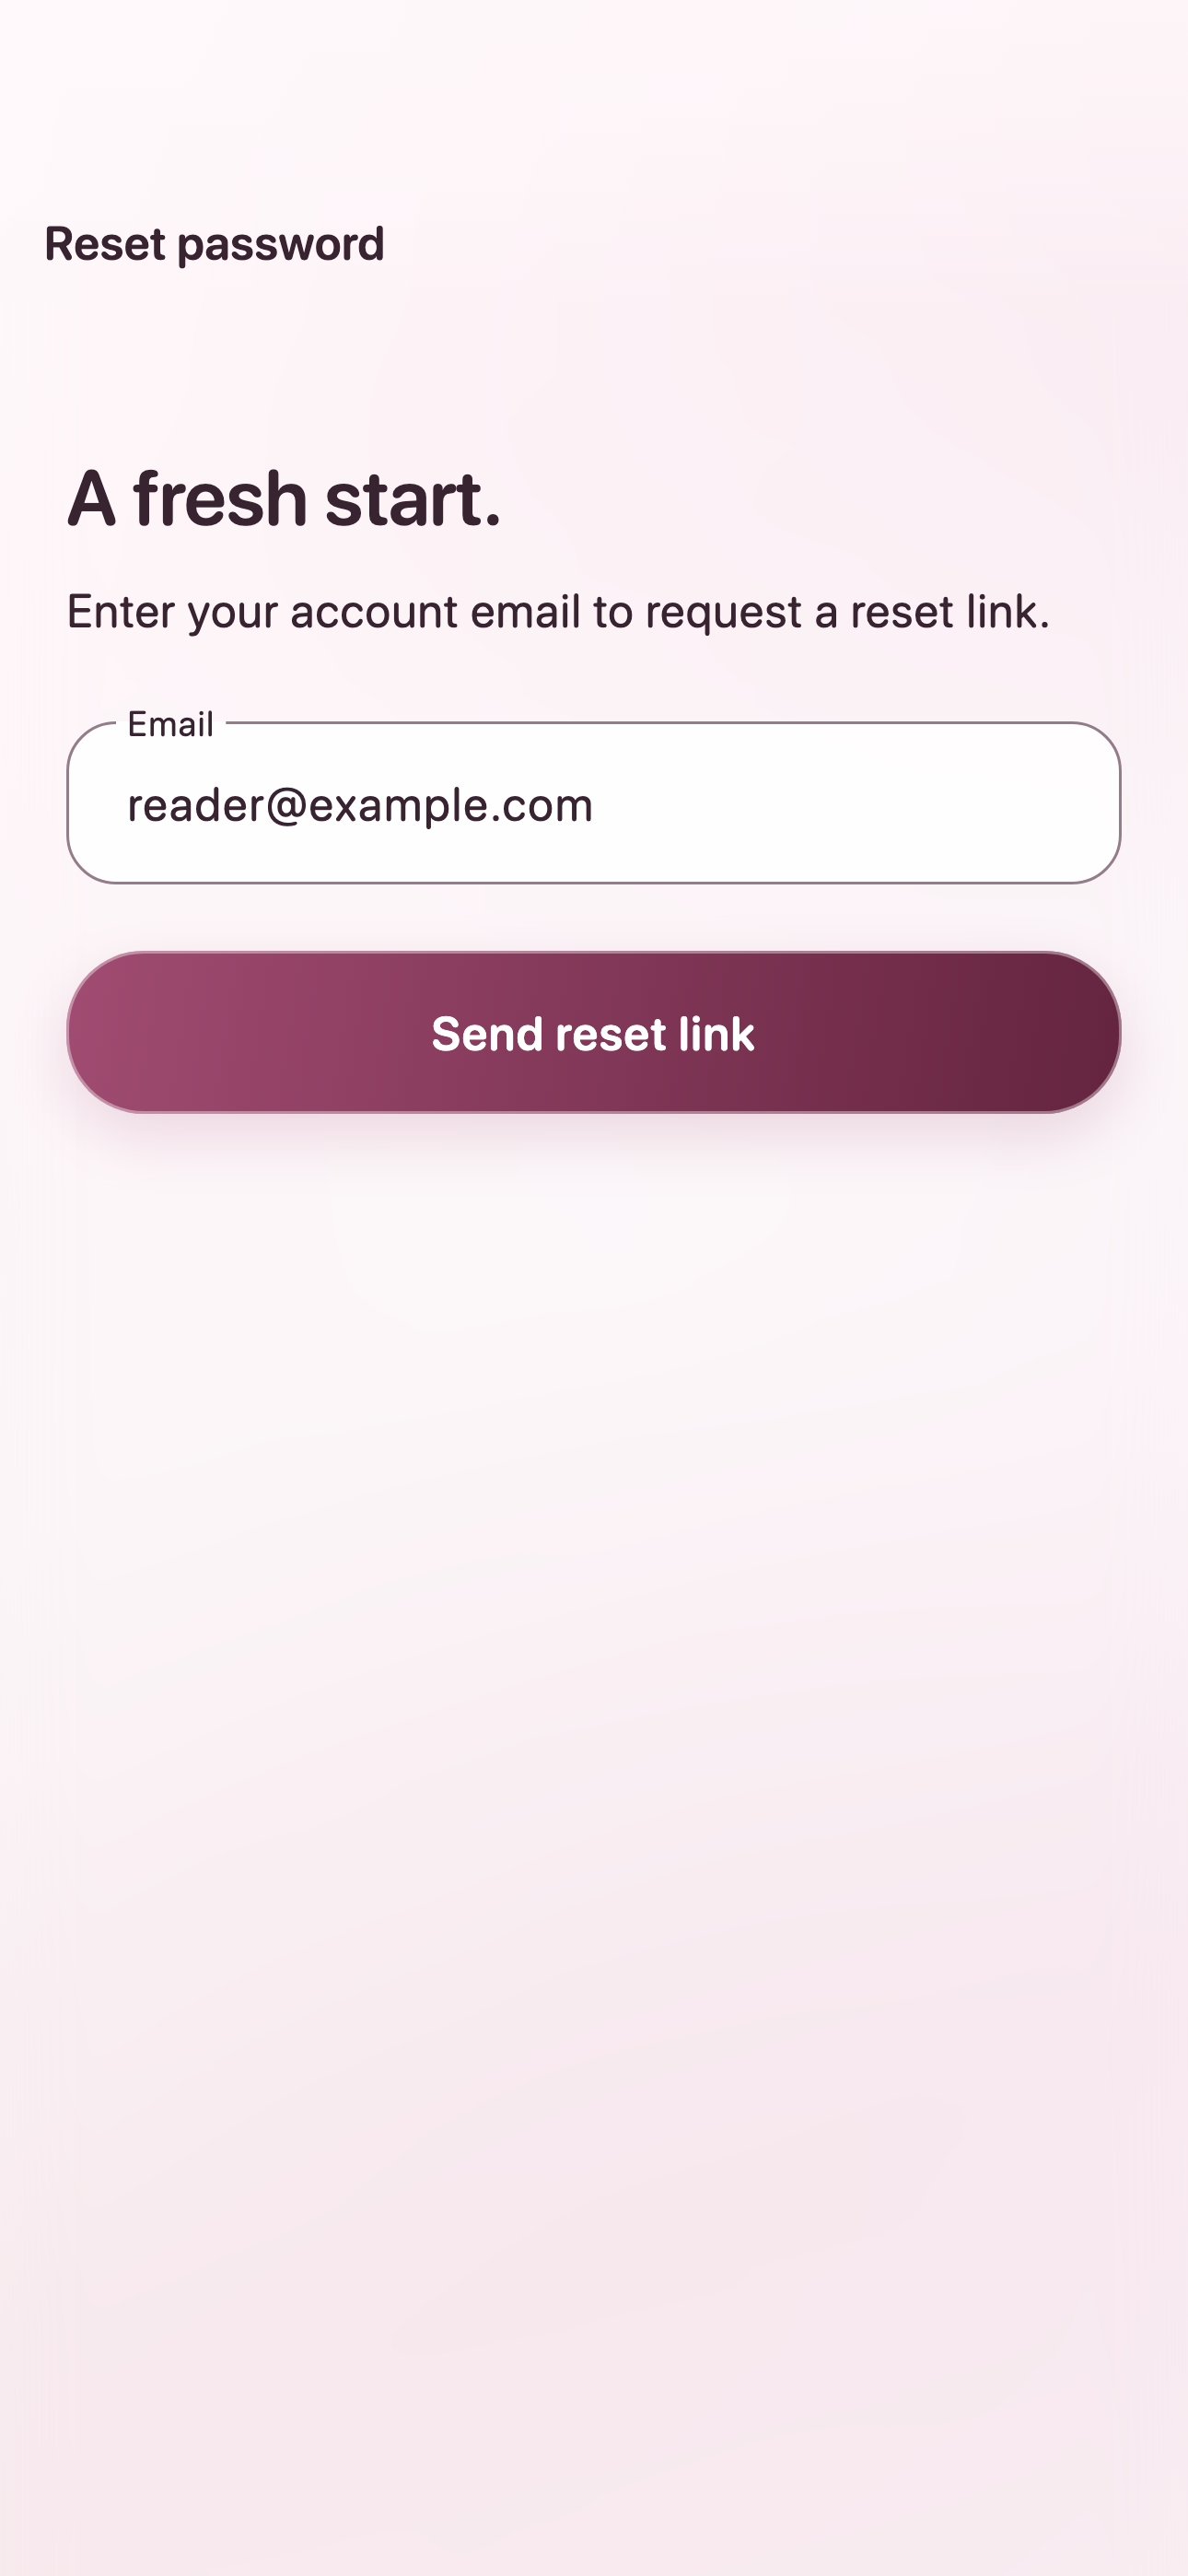 Reset password
A fresh start.
Enter your account email to request a reset link.
Email
reader@example.com
Send reset link